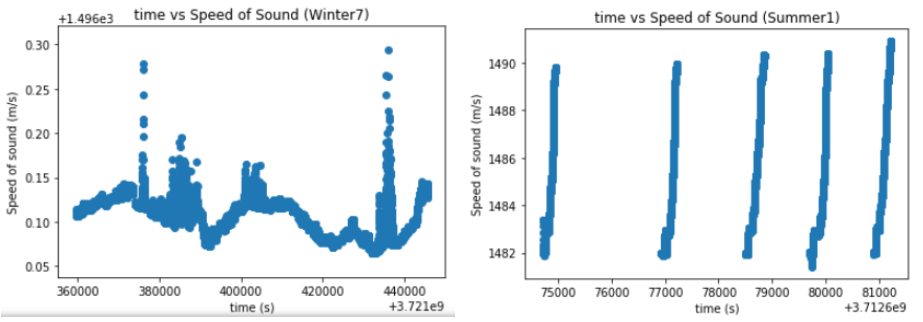 time vs Speed of Sound (Winter7)
+1.496e3
0.30
0.25
0.20
0.15
0.10
0.05
Speed of sound (m/s)
360000 380000 400000 420000 440000
time (s)
+3.721e9
time vs Speed of Sound (Summer1)
1490
1488
1486
1484
1482
Speed of sound (m/s)
75000 76000 77000 78000 79000 80000 81000
time (s)
+3.7126e9